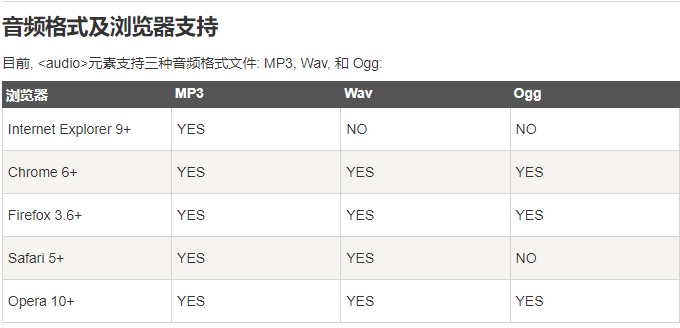 音频格式及浏览器支持
目前, <audio>元素支持三种音频格式文件: MP3, Wav, 和 Ogg:
浏览器 MP3 Wav Ogg
Internet Explorer 9+ YES NO NO
Chrome 6+ YES YES YES
Firefox 3.6+ YES YES YES
Safari 5+ YES YES NO
Opera 10+ YES YES YES